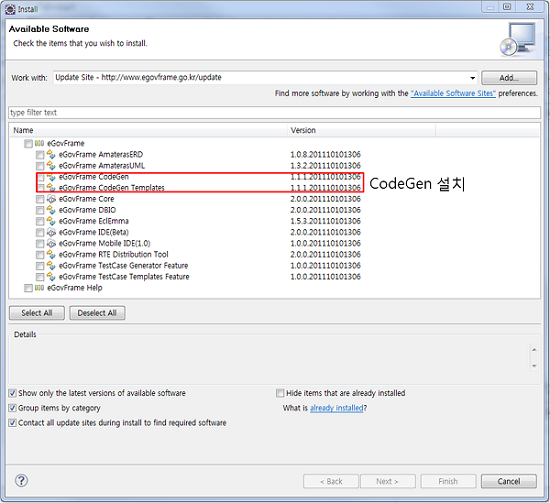 Install
Available Software
Check the items that you wish to install.
Work with: Update Site - http://www.egovframe.go.kr/update Add...
Find more software by working with the "Available Software Sites" preferences.
type filter text
Name Version
eGovFrame
eGovFrame AmaterasERD 1.0.8.201110101306
eGovFrame AmaterasUML 1.3.2.201110101306
eGovFrame CodeGen 1.1.1.201110101306
eGovFrame CodeGen Templates 1.1.1.201110101306
CodeGen 설치
eGovFrame Core 2.0.0.201110101306
eGovFrame DBIO 2.0.0.201110101306
eGovFrame EclEmma 1.5.3.201110101306
eGovFrame IDE(Beta) 2.0.0.201110101306
eGovFrame Mobile IDE(1.0) 1.0.0.201110101306
eGovFrame RTE Distribution Tool 2.0.0.201110101306
eGovFrame TestCase Generator Feature 1.0.0.201110101306
eGovFrame TestCase Templates Feature 1.0.0.201110101306
eGovFrame Help
Select All Deselect All
Details
Show only the latest versions of available software Hide items that are already installed
Group items by category What is already installed?
Contact all update sites during install to find required software
? < Back Next > Finish Cancel